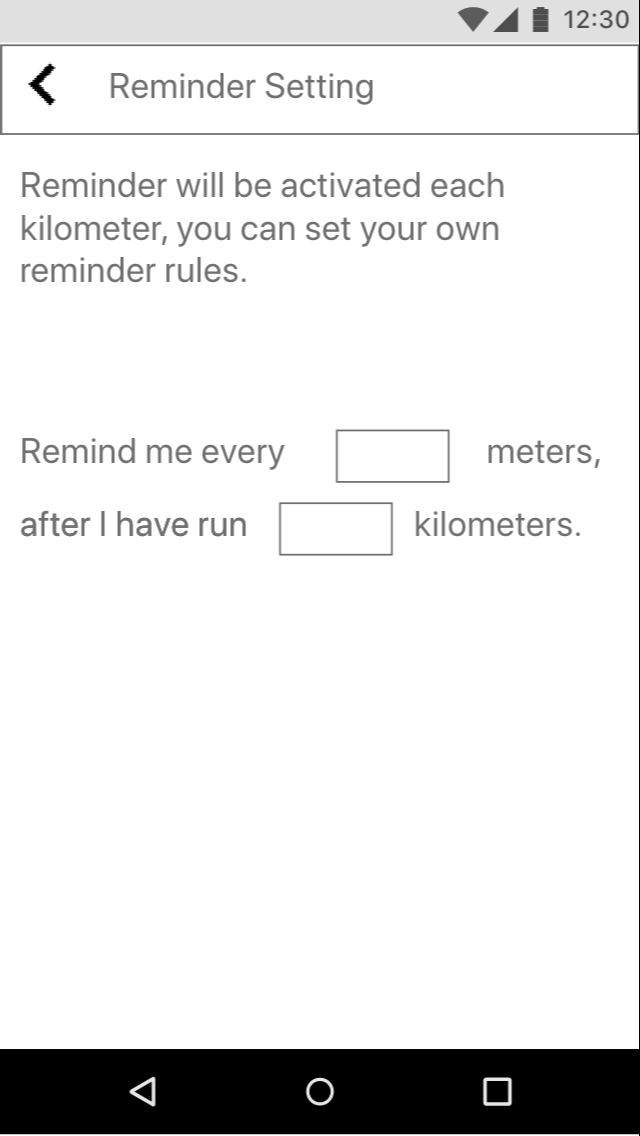 12:30
Reminder Setting
Reminder will be activated each
kilometer, you can set your own
reminder rules.
Remind me every meters,
after I have run kilometers.